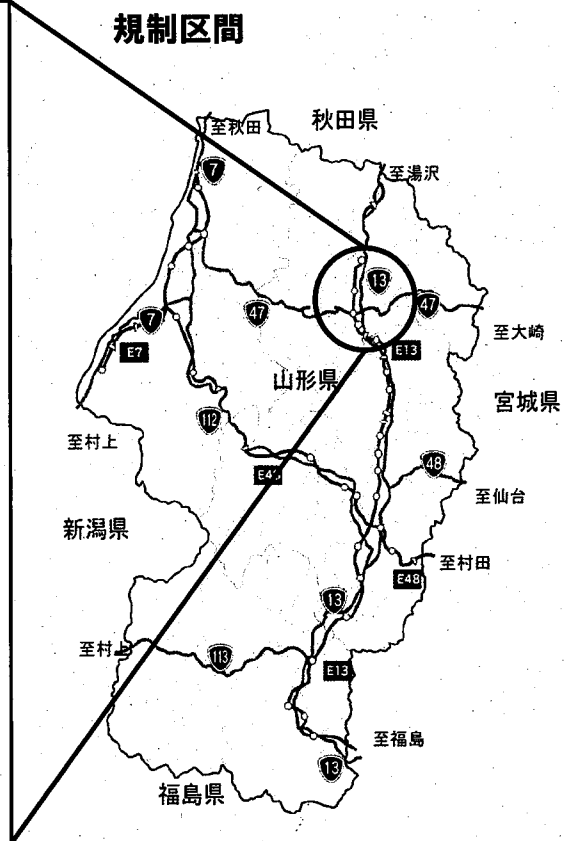 規制区間
至秋田
秋田県
7
至湯沢
13
47
47
7
至大崎
E7
E13
山形県
宮城県
112
至村上
48
至仙台
新潟県
至村田
E48
13
至村上
113
E13
至福島
13
福島県